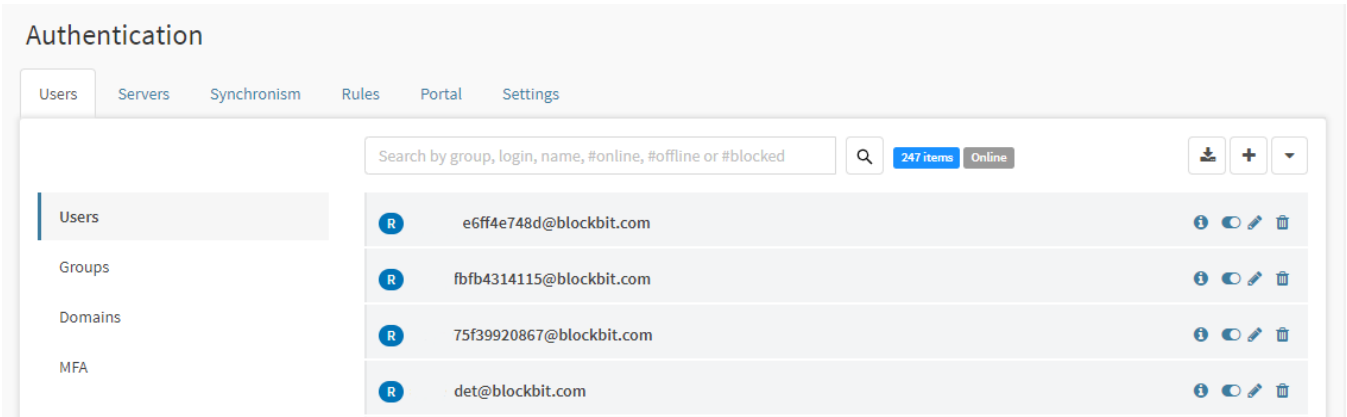 Authentication
Users Servers Synchronism Rules Portal Settings
Search by group, login, name, #online, #offline or #blocked 247 items Online
Users
Groups
Domains
MFA
R e6ff4e748d@blockbit.com
R fbfb4314115@blockbit.com
R 75f39920867@blockbit.com
R det@blockbit.com